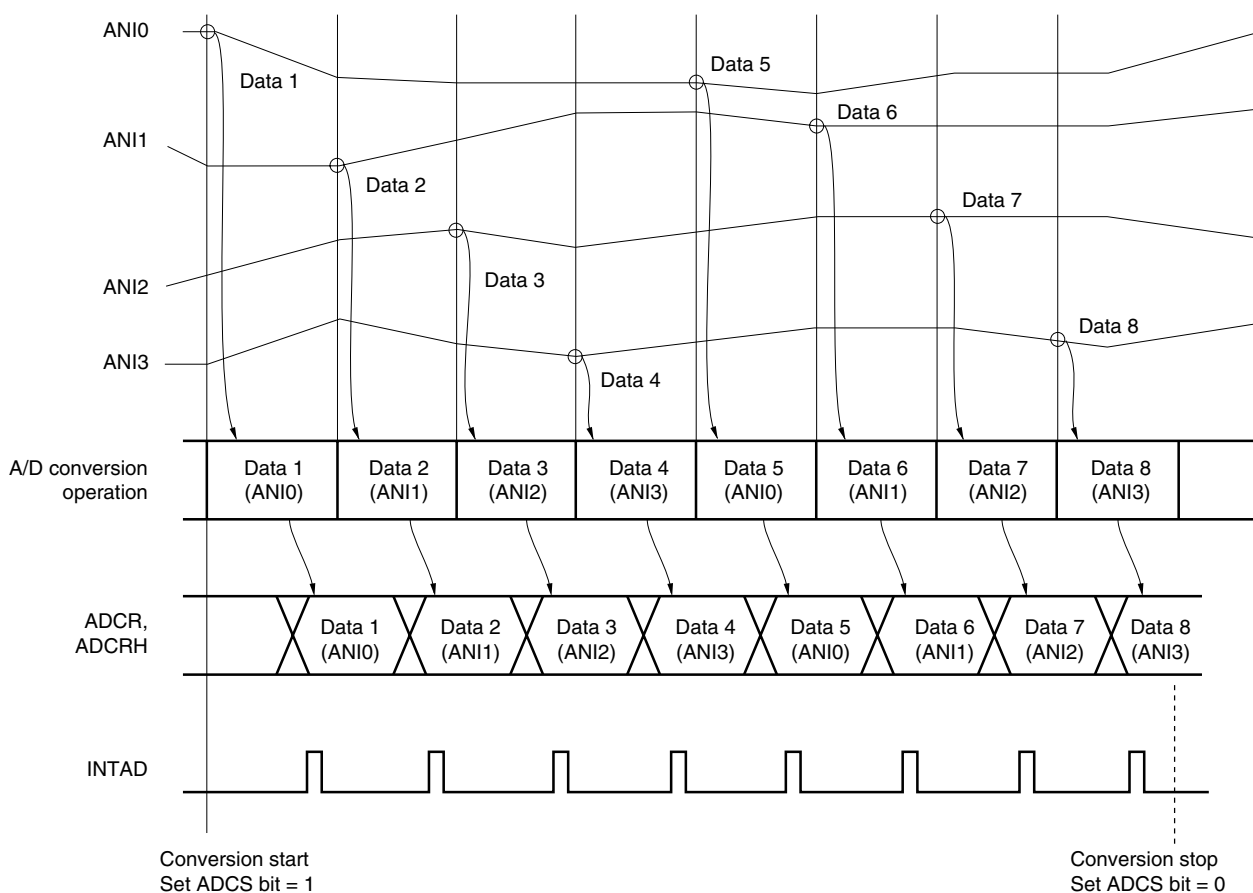 ANI0
Data 1
Data 5
ANI1
Data 6
Data 2
Data 7
ANI2
Data 3
ANI3
Data 8
Data 4
A/D conversion
operation
Data 1
(ANI0)
Data 2
(ANI1)
Data 3
(ANI2)
Data 4
(ANI3)
Data 5
(ANI0)
Data 6
(ANI1)
Data 7
(ANI2)
Data 8
(ANI3)
ADCR,
ADCRH
Data 1
(ANI0)
Data 2
(ANI1)
Data 3
(ANI2)
Data 4
(ANI3)
Data 5
(ANI0)
Data 6
(ANI1)
Data 7
(ANI2)
Data 8
(ANI3)
INTAD
Conversion start
Set ADCS bit = 1
Conversion stop
Set ADCS bit = 0